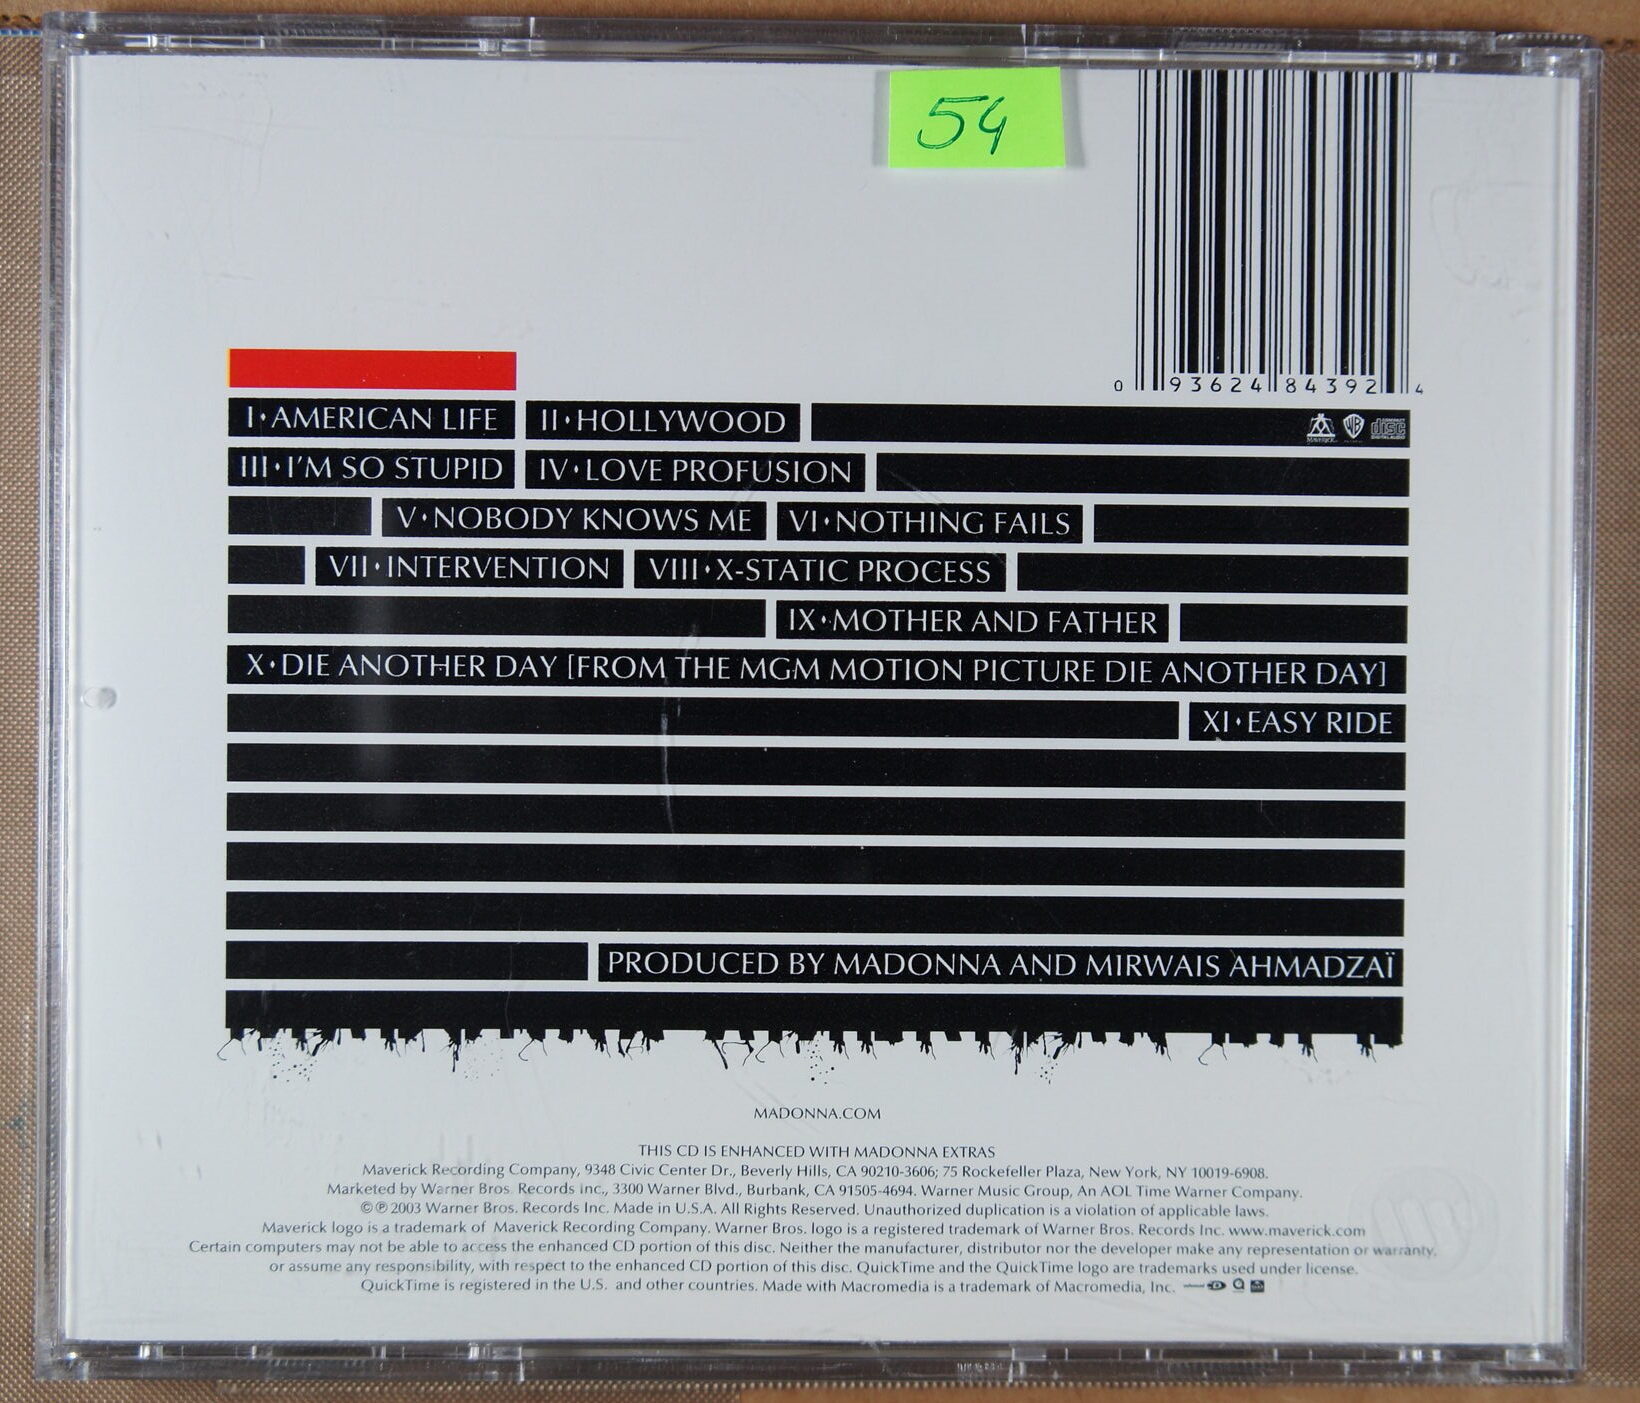 54
0 93624 84392 4
I·AMERICAN LIFE II·HOLLYWOOD
III·I'M SO STUPID IV·LOVE PROFUSION
V·NOBODY KNOWS ME VI·NOTHING FAILS
VII·INTERVENTION VIII·X-STATIC PROCESS
IX·MOTHER AND FATHER
X·DIE ANOTHER DAY [FROM THE MGM MOTION PICTURE DIE ANOTHER DAY]
XI·EASY RIDE
PRODUCED BY MADONNA AND MIRWAIS AHMADZAÏ
MADONNA.COM
THIS CD IS ENHANCED WITH MADONNA EXTRAS
Maverick Recording Company, 9348 Civic Center Dr., Beverly Hills, CA 90210-3606; 75 Rockefeller Plaza, New York, NY 10019-6908.
Marketed by Warner Bros. Records Inc., 3300 Warner Blvd., Burbank, CA 91505-4694. Warner Music Group, An AOL Time Warner Company.
©℗ 2003 Warner Bros. Records Inc. Made in U.S.A. All Rights Reserved. Unauthorized duplication is a violation of applicable laws.
Maverick logo is a trademark of Maverick Recording Company. Warner Bros. logo is a registered trademark of Warner Bros. Records Inc. www.maverick.com
Certain computers may not be able to access the enhanced CD portion of this disc. Neither the manufacturer, distributor nor the developer make any representation or warranty,
or assume any responsibility, with respect to the enhanced CD portion of this disc. QuickTime and the QuickTime logo are trademarks used under license.
QuickTime is registered in the U.S. and other countries. Made with Macromedia is a trademark of Macromedia, Inc.